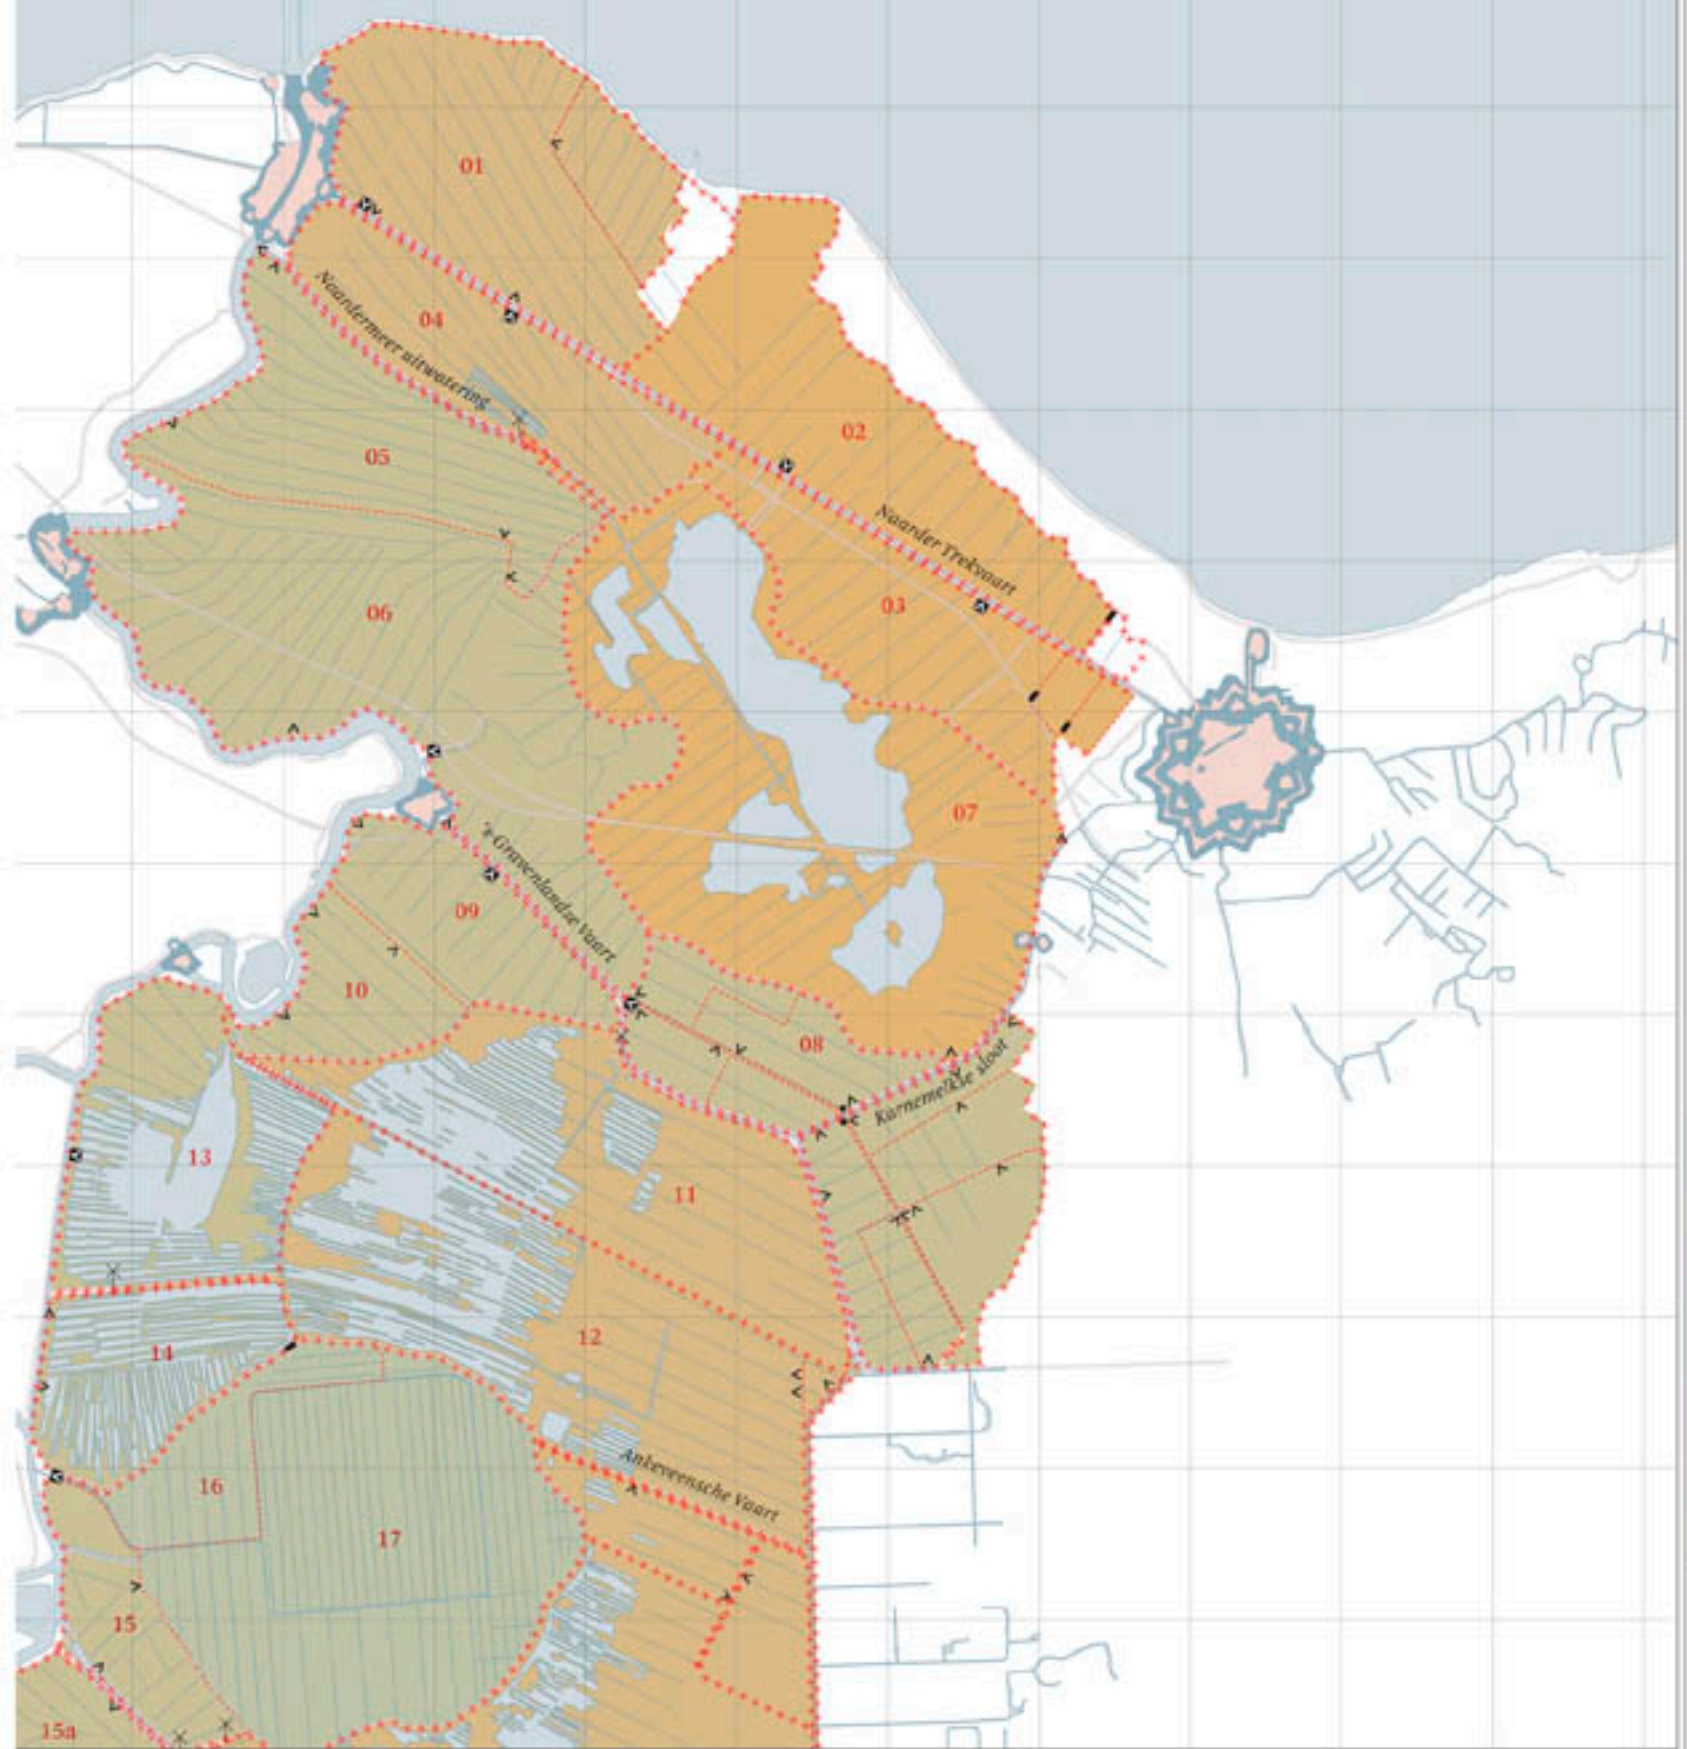 01
Naardermeer uitwatering
04
02
05
Naarder Trekvaart
03
06
07
's Gravenlandse Vaart
09
10
08
Karnemelkse sloot
13
11
12
14
Ankeveensche Vaart
16
17
15
15a